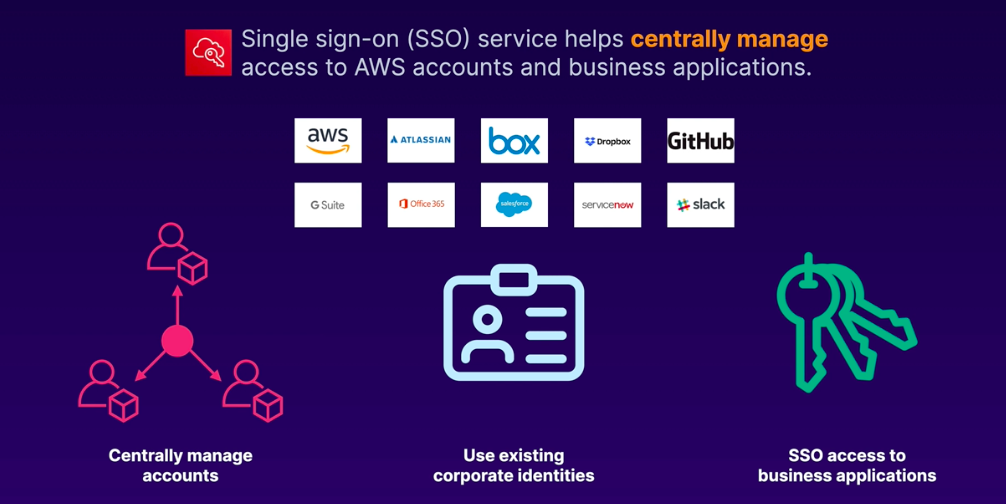 Single sign-on (SSO) service helps centrally manage
access to AWS accounts and business applications.
aws
ATLASSIAN
box
Dropbox
GitHub
G Suite
Office 365
salesforce
servicenow
slack
Centrally manage
accounts
Use existing
corporate identities
SSO access to
business applications